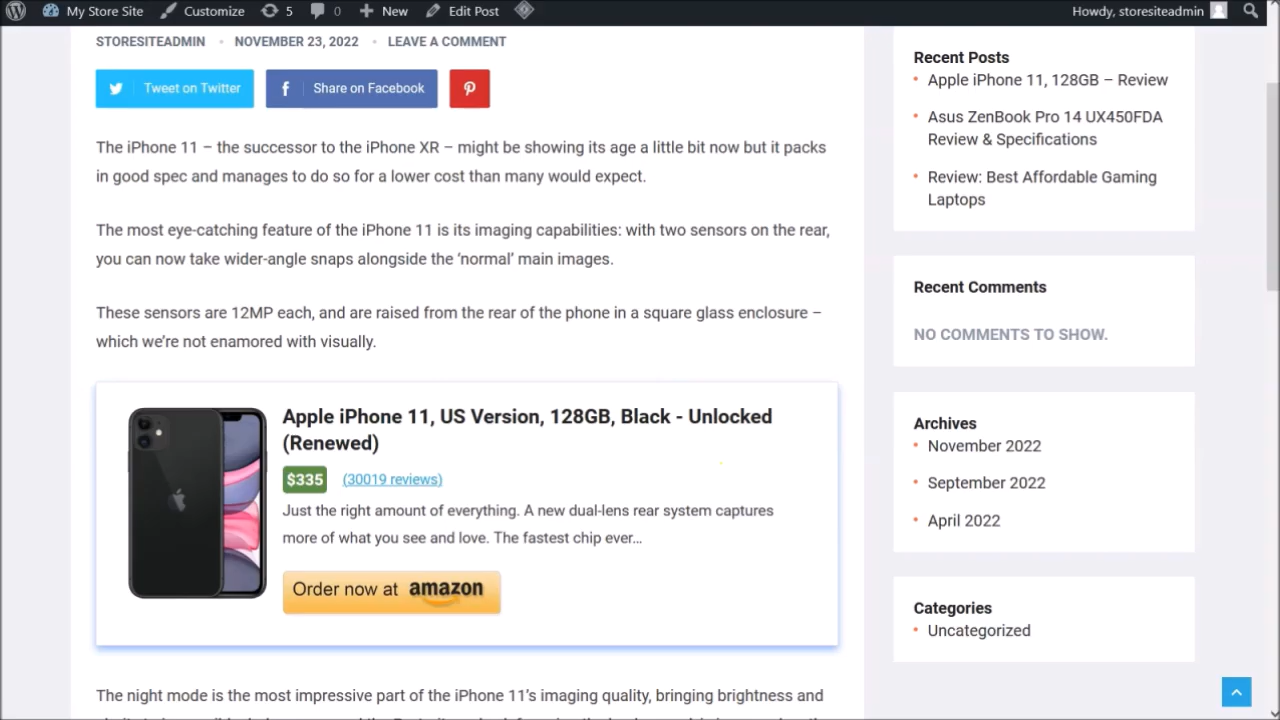 My Store Site Customize 5 0 New Edit Post Howdy, storesiteadmin
STORESITEADMIN • NOVEMBER 23, 2022 • LEAVE A COMMENT
Tweet on Twitter Share on Facebook
The iPhone 11 – the successor to the iPhone XR – might be showing its age a little bit now but it packs
in good spec and manages to do so for a lower cost than many would expect.
The most eye-catching feature of the iPhone 11 is its imaging capabilities: with two sensors on the rear,
you can now take wider-angle snaps alongside the ‘normal’ main images.
These sensors are 12MP each, and are raised from the rear of the phone in a square glass enclosure –
which we’re not enamored with visually.
Apple iPhone 11, US Version, 128GB, Black - Unlocked
(Renewed)
$335 (30019 reviews)
Just the right amount of everything. A new dual-lens rear system captures
more of what you see and love. The fastest chip ever…
Order now at amazon
The night mode is the most impressive part of the iPhone 11’s imaging quality, bringing brightness and
Recent Posts
• Apple iPhone 11, 128GB – Review
• Asus ZenBook Pro 14 UX450FDA
Review & Specifications
• Review: Best Affordable Gaming
Laptops
Recent Comments
NO COMMENTS TO SHOW.
Archives
• November 2022
• September 2022
• April 2022
Categories
• Uncategorized